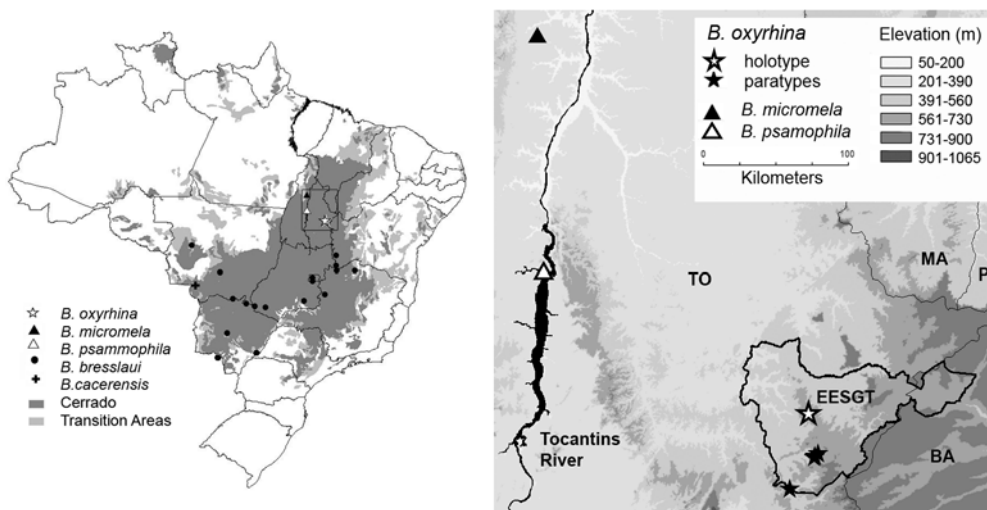 B. oxyrhina
B. micromela
B. psammophila
B. bresslaui
B.cacerensis
Cerrado
Transition Areas
B. oxyrhina
holotype
paratypes
B. micromela
B. psamophila
0 100
Kilometers
Elevation (m)
50-200
201-390
391-560
561-730
731-900
901-1065
TO
MA
P
EESGT
BA
Tocantins
River